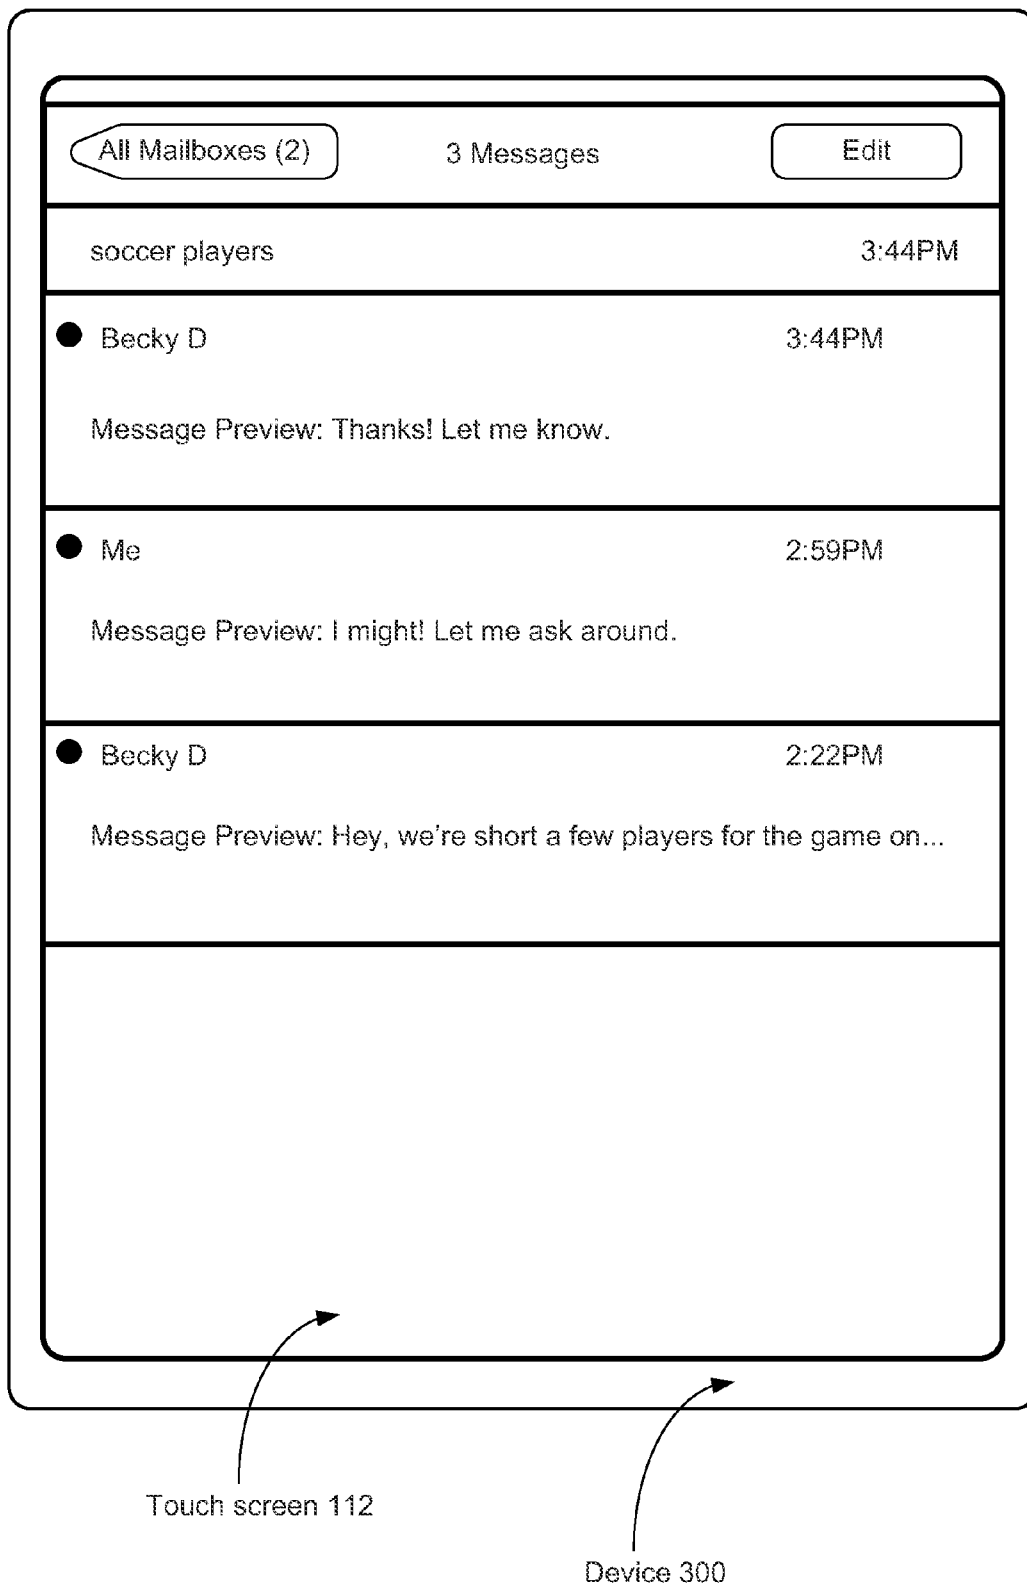 All Mailboxes (2) 3 Messages Edit
soccer players 3:44PM
Becky D 3:44PM
Message Preview: Thanks! Let me know.
Me 2:59PM
Message Preview: I might! Let me ask around.
Becky D 2:22PM
Message Preview: Hey, we're short a few players for the game on...
Touch screen 112
Device 300